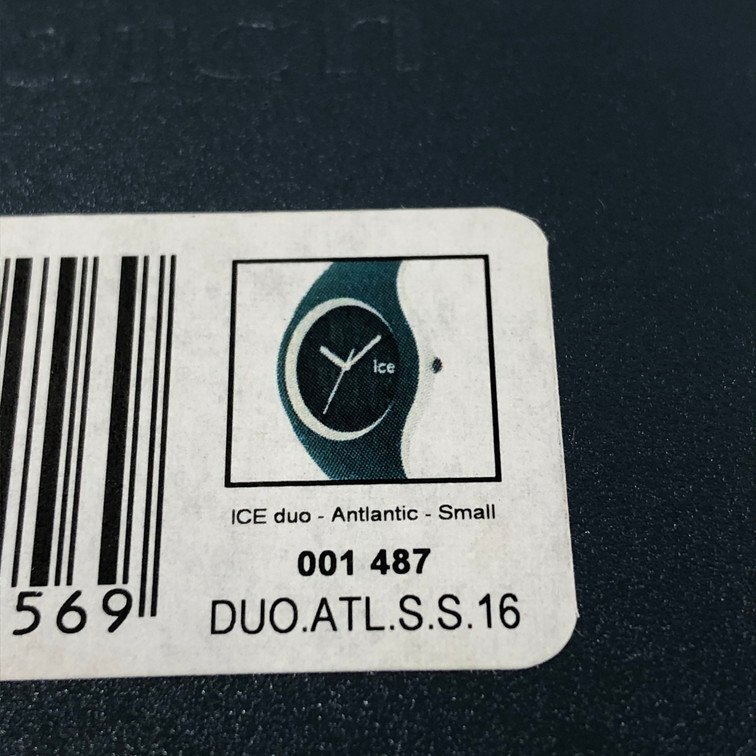 ice
ICE duo - Antlantic - Small
001 487
569
DUO.ATL.S.S.16